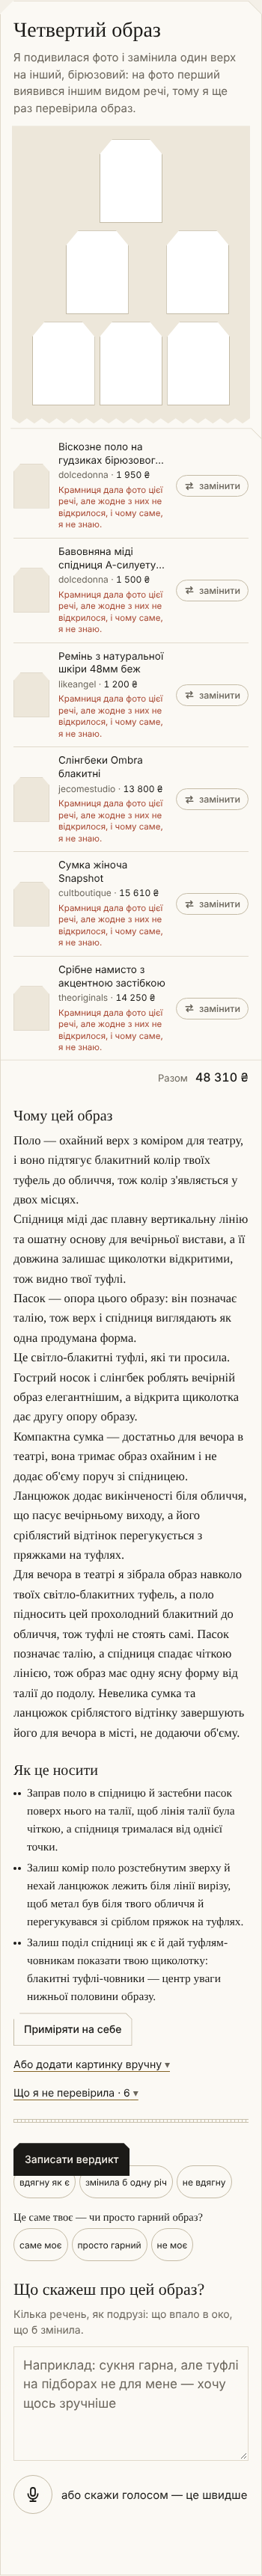 Четвертий образ
Я подивилася фото і замінила один верх
на інший, бірюзовий: на фото перший
виявився іншим видом речі, тому я ще
раз перевірила образ.
Віскозне поло на
гудзиках бірюзовог...
dolcedonna · 1 950 ₴
Крамниця дала фото цієї
речі, але жодне з них не
відкрилося, і чому саме,
я не знаю.
замінити
Бавовняна міді
спідниця А-силуету...
dolcedonna · 1 500 ₴
Крамниця дала фото цієї
речі, але жодне з них не
відкрилося, і чому саме,
я не знаю.
замінити
Ремінь з натуральної
шкіри 48мм беж
likeangel · 1 200 ₴
Крамниця дала фото цієї
речі, але жодне з них не
відкрилося, і чому саме,
я не знаю.
замінити
Слінгбеки Ombra
блакитні
jecomestudio · 13 800 ₴
Крамниця дала фото цієї
речі, але жодне з них не
відкрилося, і чому саме,
я не знаю.
замінити
Сумка жіноча
Snapshot
cultboutique · 15 610 ₴
Крамниця дала фото цієї
речі, але жодне з них не
відкрилося, і чому саме,
я не знаю.
замінити
Срібне намисто з
акцентною застібкою
theoriginals · 14 250 ₴
Крамниця дала фото цієї
речі, але жодне з них не
відкрилося, і чому саме,
я не знаю.
замінити
Разом 48 310 ₴
Чому цей образ
Поло — охайний верх з коміром для театру,
і воно підтягує блакитний колір твоїх
туфель до обличчя, тож колір з'являється у
двох місцях.
Спідниця міді дає плавну вертикальну лінію
та ошатну основу для вечірньої вистави, а її
довжина залишає щиколотки відкритими,
тож видно твої туфлі.
Пасок — опора цього образу: він позначає
талію, тож верх і спідниця виглядають як
одна продумана форма.
Це світло-блакитні туфлі, які ти просила.
Гострий носок і слінгбек роблять вечірній
образ елегантнішим, а відкрита щиколотка
дає другу опору образу.
Компактна сумка — достатньо для вечора в
театрі, вона тримає образ охайним і не
додає об'єму поруч зі спідницею.
Ланцюжок додає викінченості біля обличчя,
що пасує вечірньому виходу, а його
сріблястий відтінок перегукується з
пряжками на туфлях.
Для вечора в театрі я зібрала образ навколо
твоїх світло-блакитних туфель, а поло
підносить цей прохолодний блакитний до
обличчя, тож туфлі не стоять самі. Пасок
позначає талію, а спідниця спадає чіткою
лінією, тож образ має одну ясну форму від
талії до подолу. Невелика сумка та
ланцюжок сріблястого відтінку завершують
його для вечора в місті, не додаючи об'єму.
Як це носити
Заправ поло в спідницю й застебни пасок
поверх нього на талії, щоб лінія талії була
чіткою, а спідниця трималася від однієї
точки.
Залиш комір поло розстебнутим зверху й
нехай ланцюжок лежить біля лінії вирізу,
щоб метал був біля твого обличчя й
перегукувався зі сріблом пряжок на туфлях.
Залиш поділ спідниці як є й дай туфлям-
човникам показати твою щиколотку:
блакитні туфлі-човники — центр уваги
нижньої половини образу.
Приміряти на себе
Або додати картинку вручну ▾
Що я не перевірила · 6 ▾
Записати вердикт
вдягну як є
змінила б одну річ
не вдягну
Це саме твоє — чи просто гарний образ?
саме моє
просто гарний
не моє
Що скажеш про цей образ?
Кілька речень, як подрузі: що впало в око,
що б змінила.
Наприклад: сукня гарна, але туфлі
на підборах не для мене — хочу
щось зручніше
або скажи голосом — це швидше